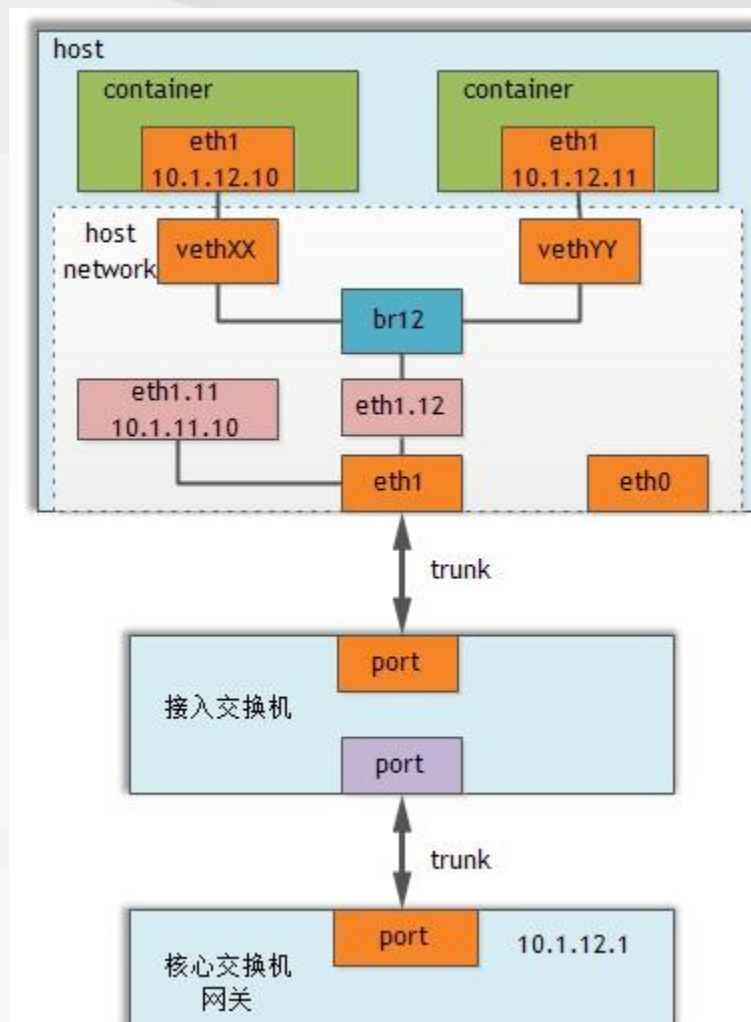 host
container
container
eth1
10.1.12.10
eth1
10.1.12.11
host
network
vethXX
vethYY
br12
eth1.11
10.1.11.10
eth1.12
eth1
eth0
trunk
port
接入交换机
port
trunk
port
10.1.12.1
核心交换机
网关